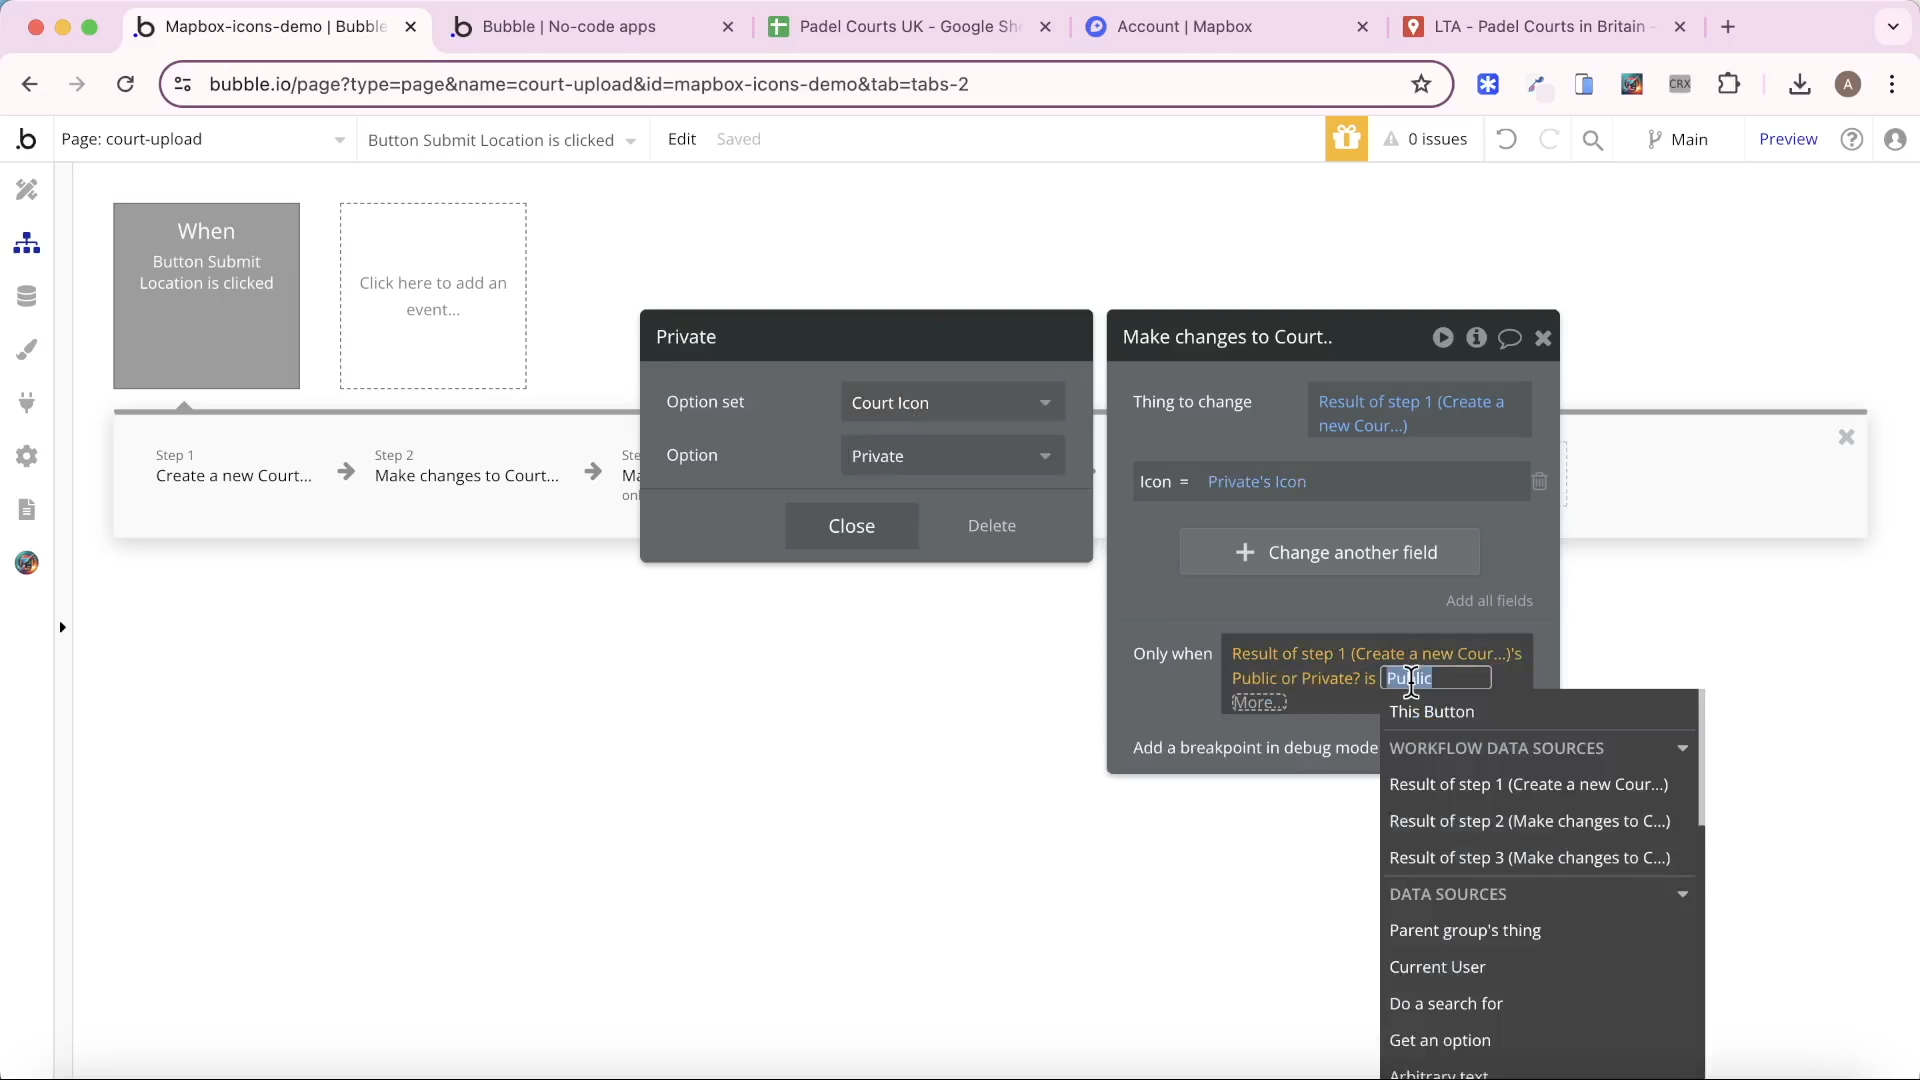 Mapbox-icons-demo | Bubble
Bubble | No-code apps
Padel Courts UK - Google She
Account | Mapbox
LTA - Padel Courts in Britain -
bubble.io/page?type=page&name=court-upload&id=mapbox-icons-demo&tab=tabs-2
CRX
A
Page: court-upload
Button Submit Location is clicked
Edit
Saved
0 issues
Main
Preview
When
Button Submit
Location is clicked
Click here to add an
event...
Step 1
Create a new Court...
Step 2
Make changes to Court...
Ste
Ma
onl
Private
Option set
Court Icon
Option
Private
Close
Delete
Make changes to Court..
Thing to change
Result of step 1 (Create a
new Cour...)
Icon =
Private's Icon
Change another field
Add all fields
Only when
Result of step 1 (Create a new Cour...)'s
Public or Private? is Public
More...
Add a breakpoint in debug mode
This Button
WORKFLOW DATA SOURCES
Result of step 1 (Create a new Cour...)
Result of step 2 (Make changes to C...)
Result of step 3 (Make changes to C...)
DATA SOURCES
Parent group's thing
Current User
Do a search for
Get an option
Arbitrary text